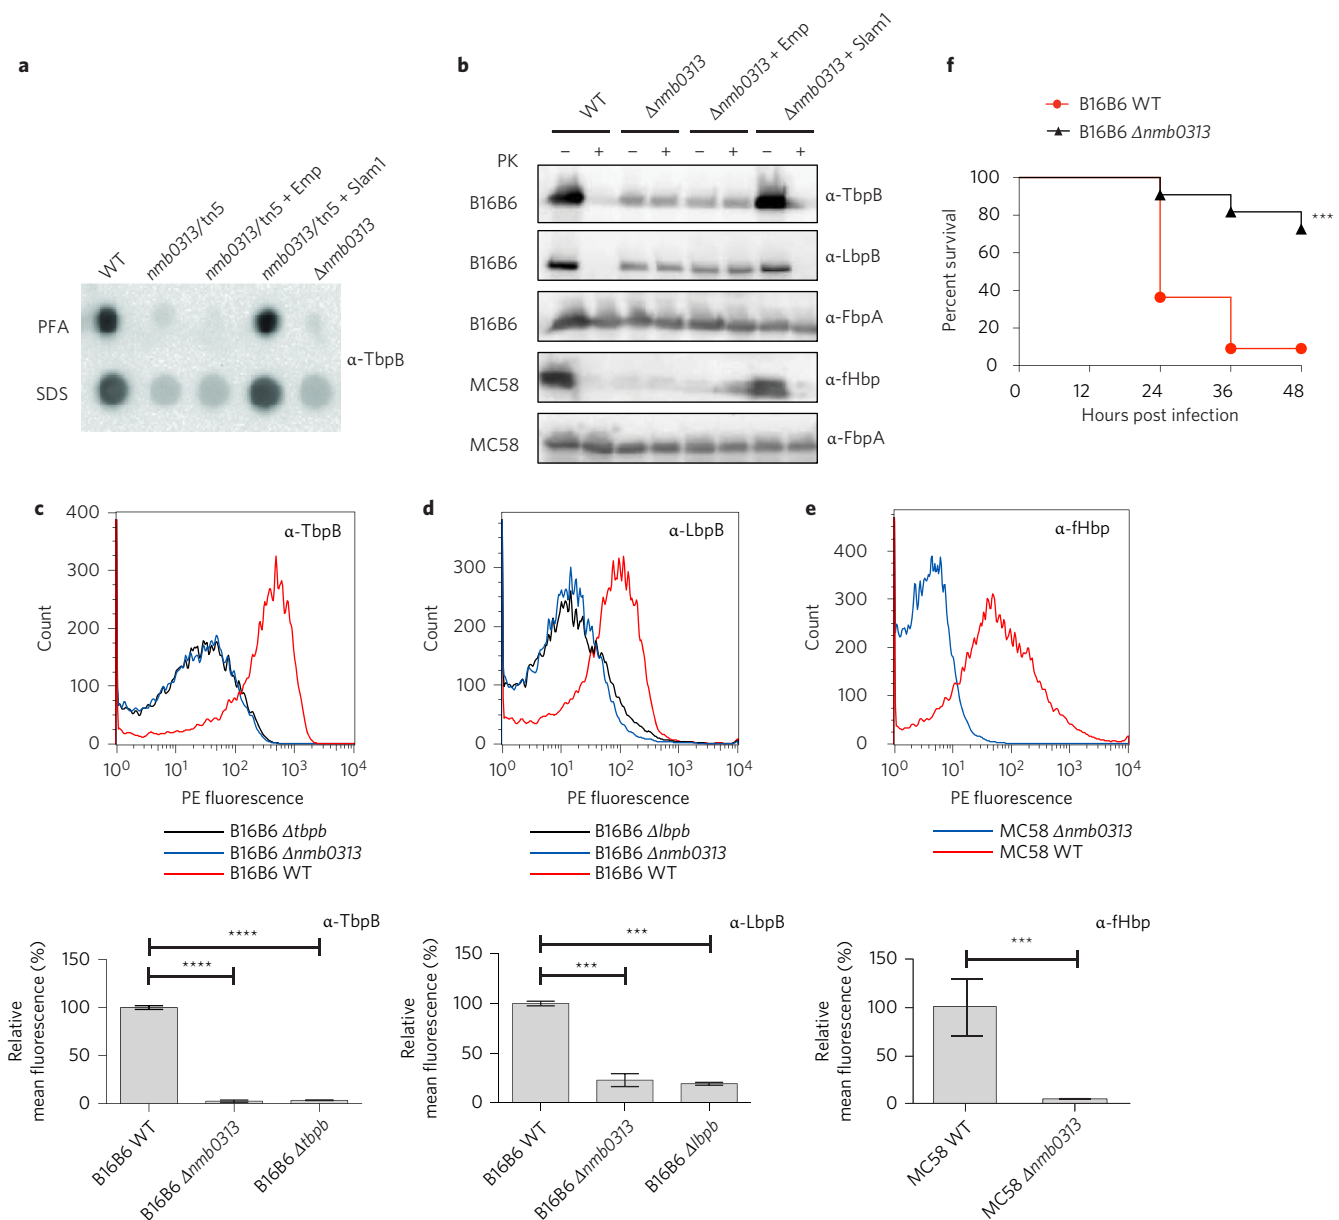 a
WT
nmb0313/tn5
nmb0313/tn5 + Emp
nmb0313/tn5 + Slam1
Δnmb0313
PFA
SDS
α-TbpB
b
WT
Δnmb0313
Δnmb0313 + Emp
Δnmb0313 + Slam1
PK
− + − + − + − +
B16B6
α-TbpB
B16B6
α-LbpB
B16B6
α-FbpA
MC58
α-fHbp
MC58
α-FbpA
f
B16B6 WT
B16B6 Δnmb0313
Percent survival
100
80
60
40
20
0
***
0 12 24 36 48
Hours post infection
c
α-TbpB
Count
400
300
200
100
0
10⁰ 10¹ 10² 10³ 10⁴
PE fluorescence
B16B6 Δtbpb
B16B6 Δnmb0313
B16B6 WT
d
α-LbpB
Count
300
200
100
0
10⁰ 10¹ 10² 10³ 10⁴
PE fluorescence
B16B6 Δlbpb
B16B6 Δnmb0313
B16B6 WT
e
α-fHbp
Count
400
300
200
100
0
10⁰ 10¹ 10² 10³ 10⁴
PE fluorescence
MC58 Δnmb0313
MC58 WT
α-TbpB
Relative
mean fluorescence (%)
150
100
50
0
****
****
B16B6 WT
B16B6 Δnmb0313
B16B6 Δtbpb
α-LbpB
Relative
mean fluorescence (%)
150
100
50
0
***
***
B16B6 WT
B16B6 Δnmb0313
B16B6 Δlbpb
α-fHbp
Relative
mean fluorescence (%)
150
100
50
0
***
MC58 WT
MC58 Δnmb0313